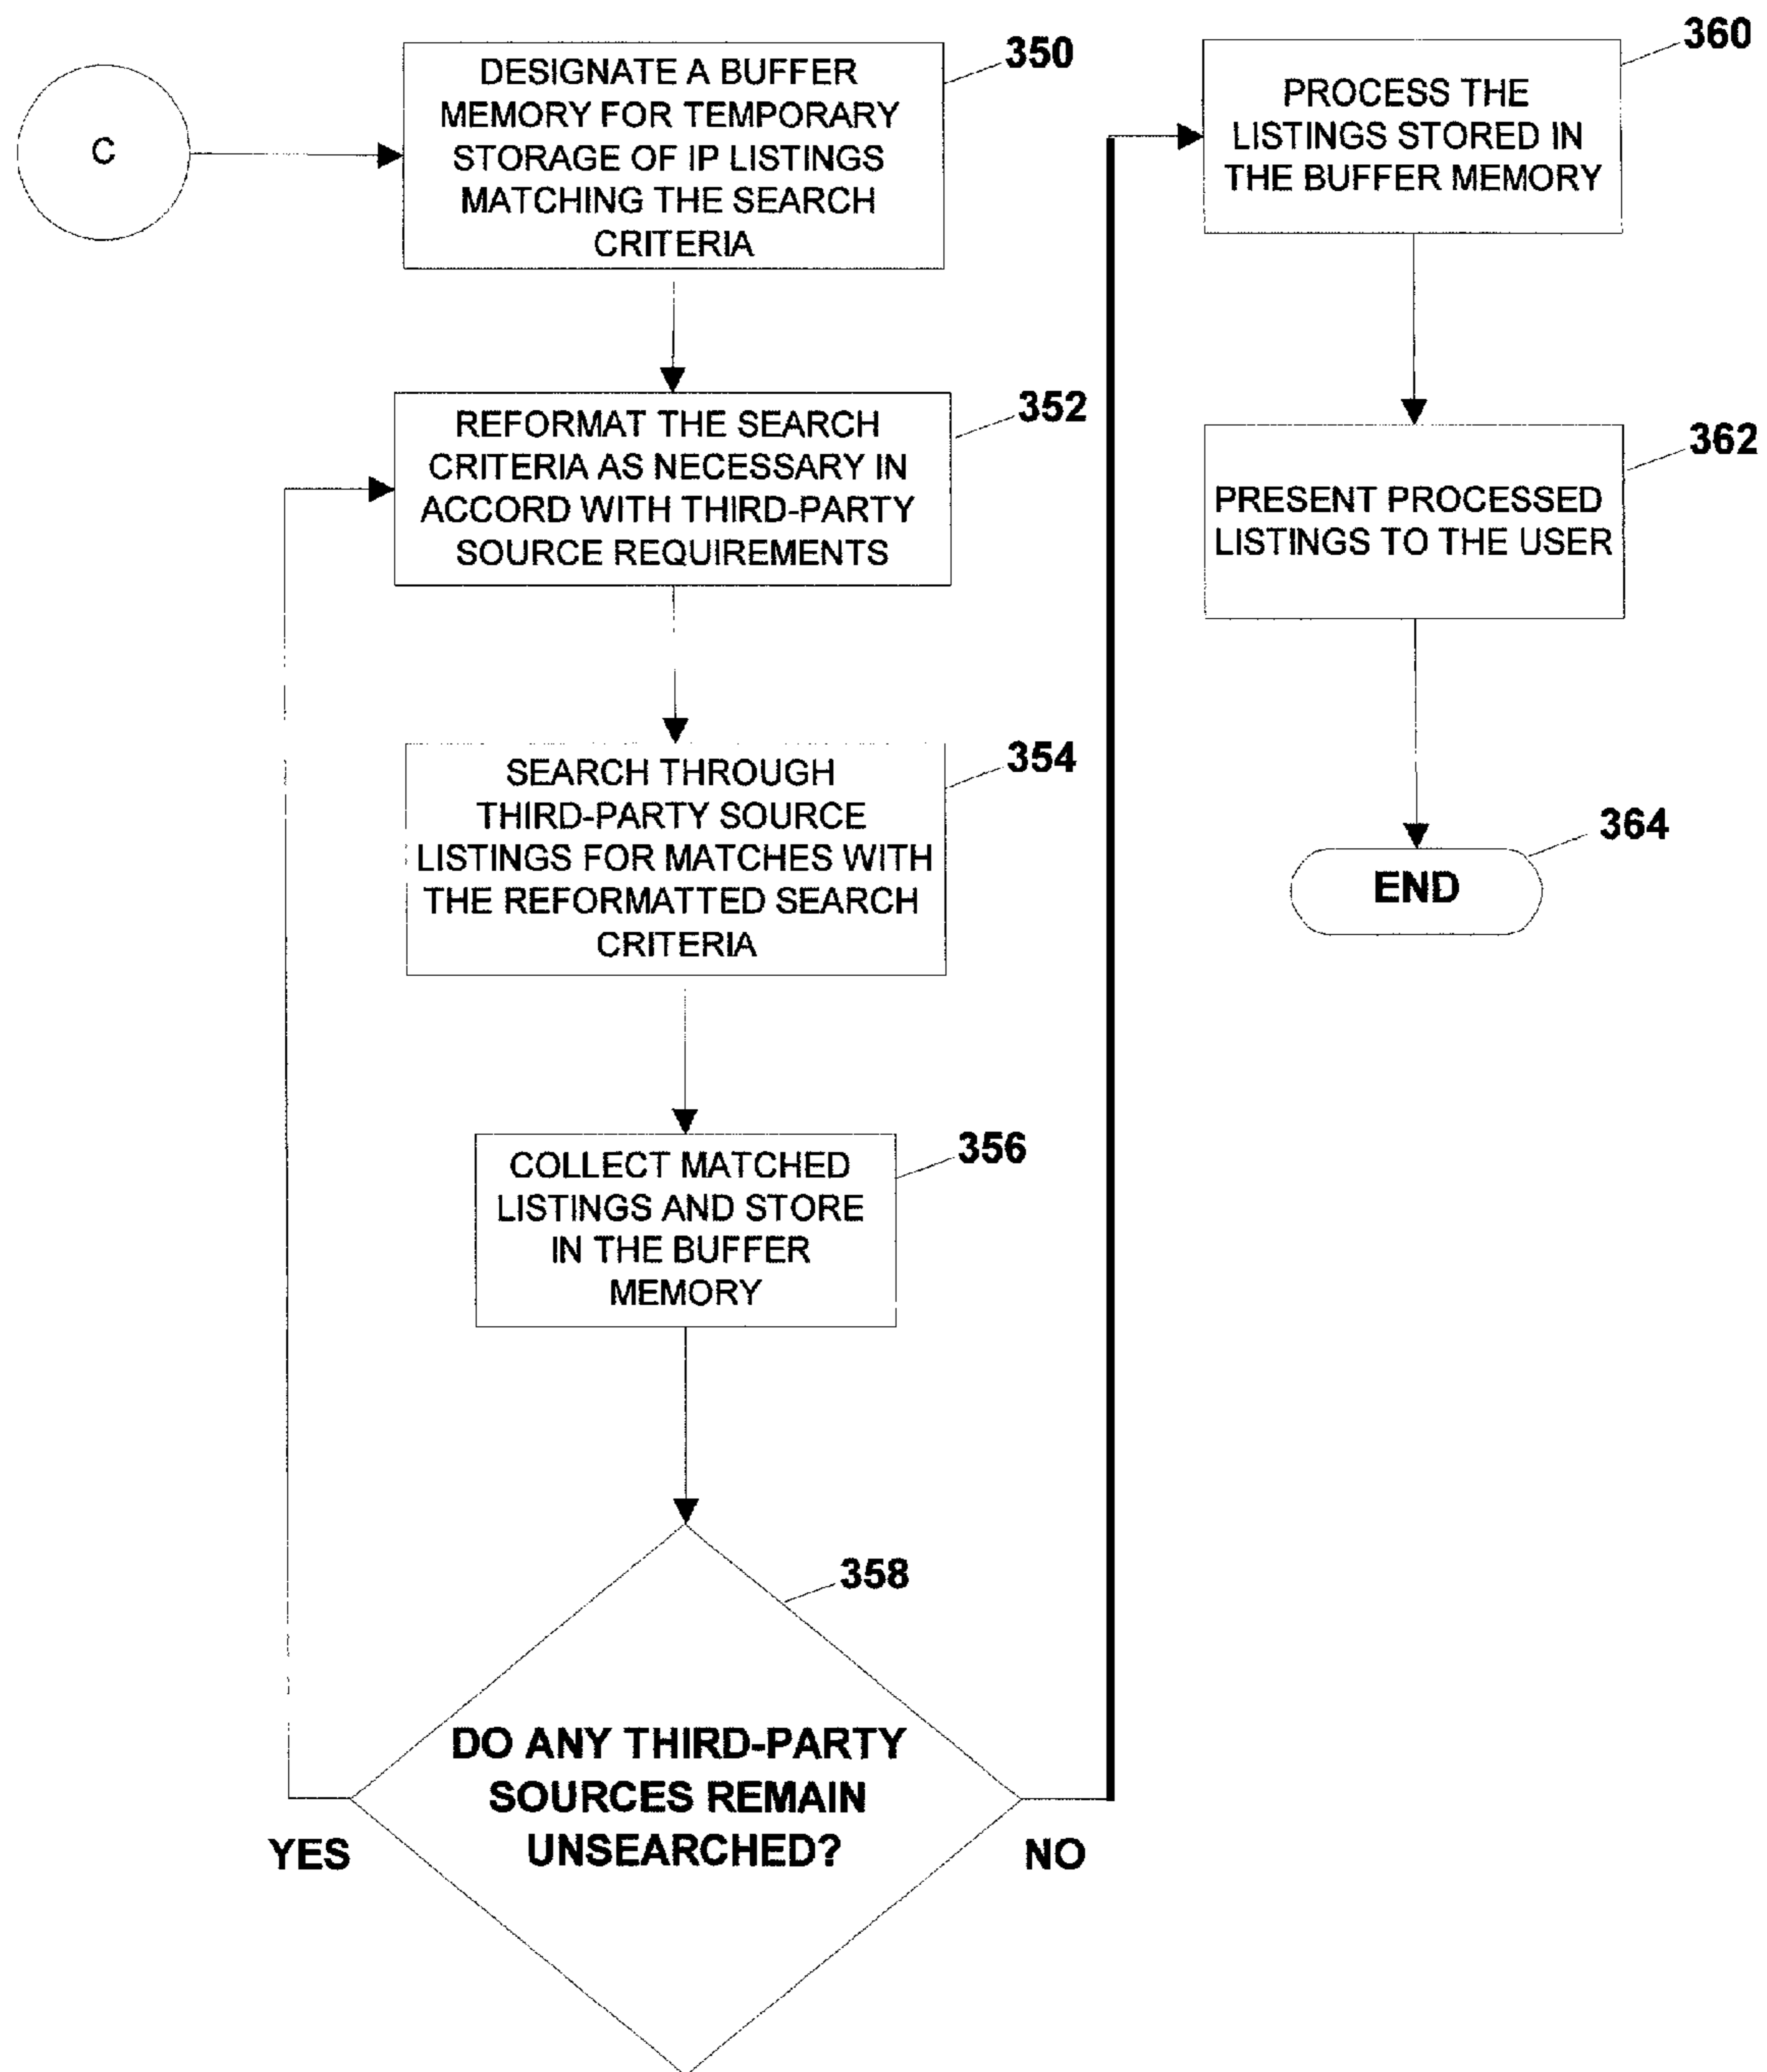 C
350
DESIGNATE A BUFFER
MEMORY FOR TEMPORARY
STORAGE OF IP LISTINGS
MATCHING THE SEARCH
CRITERIA
352
REFORMAT THE SEARCH
CRITERIA AS NECESSARY IN
ACCORD WITH THIRD-PARTY
SOURCE REQUIREMENTS
354
SEARCH THROUGH
THIRD-PARTY SOURCE
LISTINGS FOR MATCHES WITH
THE REFORMATTED SEARCH
CRITERIA
356
COLLECT MATCHED
LISTINGS AND STORE
IN THE BUFFER
MEMORY
358
DO ANY THIRD-PARTY
SOURCES REMAIN
UNSEARCHED?
YES
NO
360
PROCESS THE
LISTINGS STORED IN
THE BUFFER MEMORY
362
PRESENT PROCESSED
LISTINGS TO THE USER
364
END